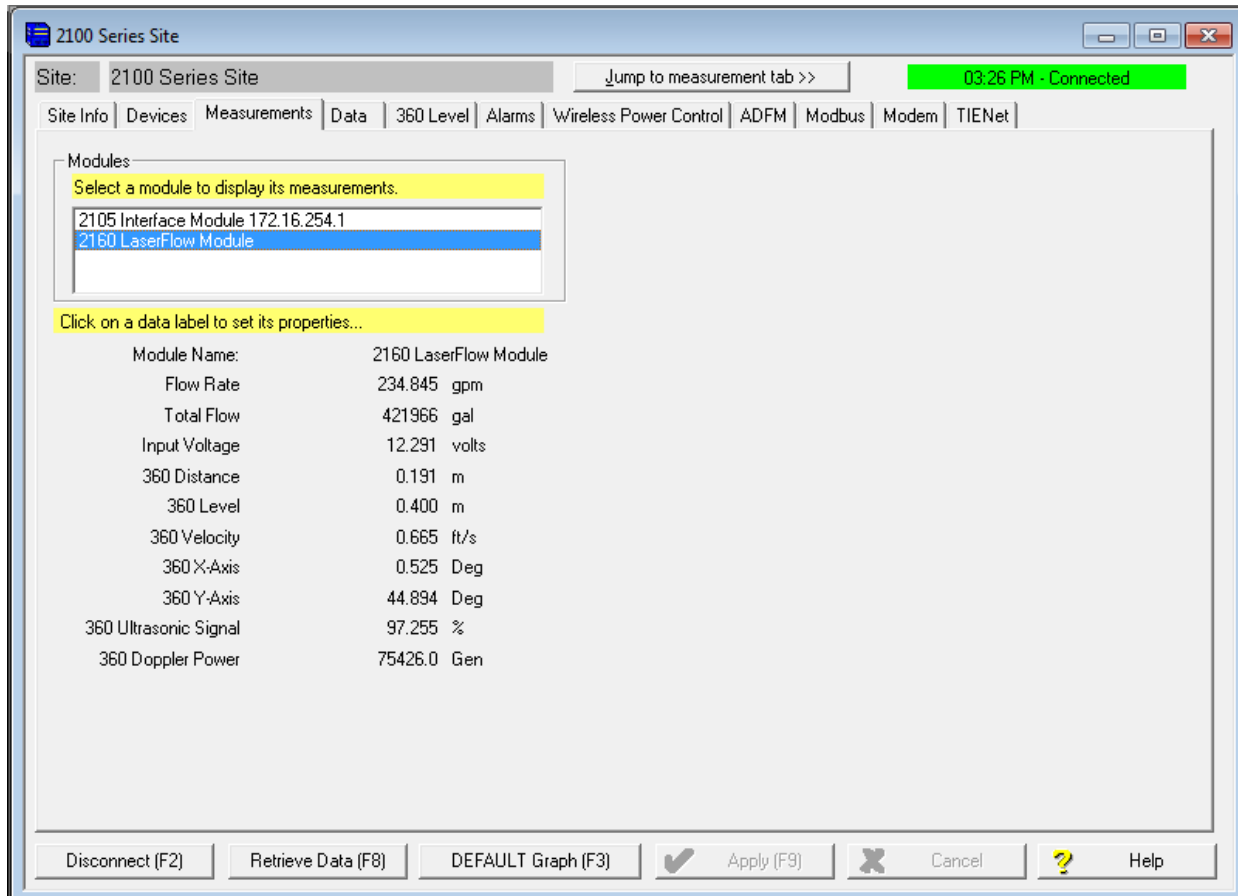 2100 Series Site
Site: 2100 Series Site Jump to measurement tab >> 03:26 PM - Connected
Site Info Devices Measurements Data 360 Level Alarms Wireless Power Control ADFM Modbus Modem TIENet
Modules
Select a module to display its measurements.
2105 Interface Module 172.16.254.1
2160 LaserFlow Module
Click on a data label to set its properties...
Module Name: 2160 LaserFlow Module
Flow Rate 234.845 gpm
Total Flow 421966 gal
Input Voltage 12.291 volts
360 Distance 0.191 m
360 Level 0.400 m
360 Velocity 0.665 ft/s
360 X-Axis 0.525 Deg
360 Y-Axis 44.894 Deg
360 Ultrasonic Signal 97.255 %
360 Doppler Power 75426.0 Gen
Disconnect (F2) Retrieve Data (F8) DEFAULT Graph (F3) Apply (F9) Cancel Help